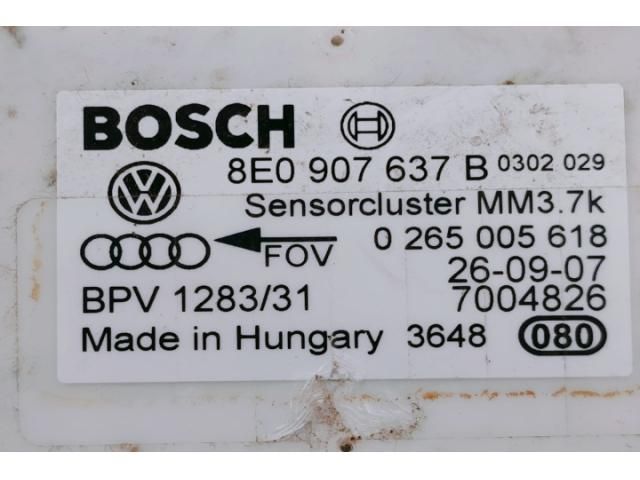 BOSCH
8E0 907 637 B 0302 029
Sensorcluster MM3.7k
FOV 0 265 005 618
26-09-07
BPV 1283/31 7004826
Made in Hungary 3648 080